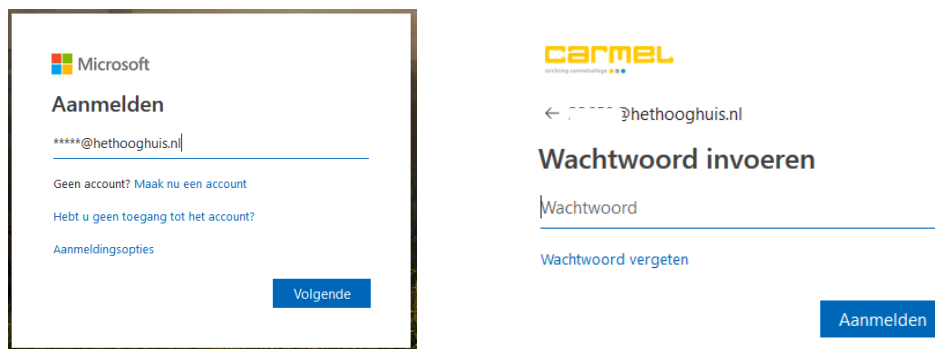 Microsoft
Aanmelden
*****@hethooghuis.nl
Geen account? Maak nu een account
Hebt u geen toegang tot het account?
Aanmeldingsopties
Volgende
carmel
stichting carmelcollege
@hethooghuis.nl
Wachtwoord invoeren
Wachtwoord
Wachtwoord vergeten
Aanmelden